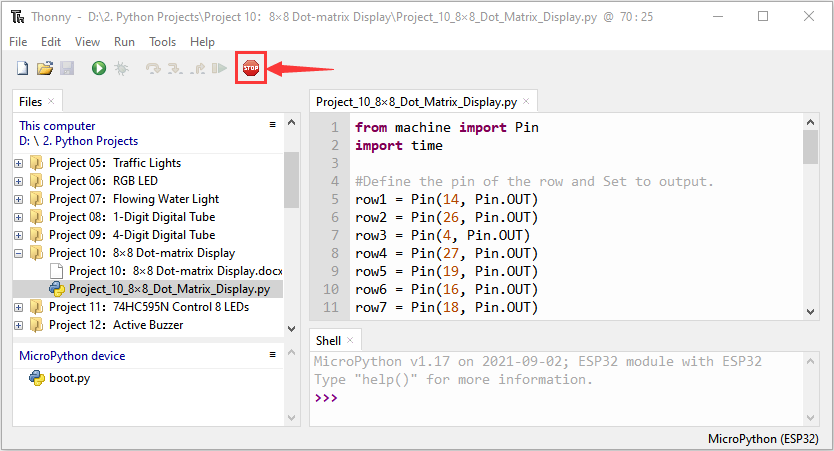 Thonny - D:\2. Python Projects\Project 10： 8×8 Dot-matrix Display\Project_10_8×8_Dot_Matrix_Display.py @ 70 : 25
File Edit View Run Tools Help
STOP
Files
This computer
D: \ 2. Python Projects
Project 05：Traffic Lights
Project 06：RGB LED
Project 07：Flowing Water Light
Project 08：1-Digit Digital Tube
Project 09：4-Digit Digital Tube
Project 10：8×8 Dot-matrix Display
Project 10：8×8 Dot-matrix Display.docx
Project_10_8×8_Dot_Matrix_Display.py
Project 11：74HC595N Control 8 LEDs
Project 12：Active Buzzer
MicroPython device
boot.py
Project_10_8×8_Dot_Matrix_Display.py
1 from machine import Pin
2 import time
3
4 #Define the pin of the row and Set to output.
5 row1 = Pin(14, Pin.OUT)
6 row2 = Pin(26, Pin.OUT)
7 row3 = Pin(4, Pin.OUT)
8 row4 = Pin(27, Pin.OUT)
9 row5 = Pin(19, Pin.OUT)
10 row6 = Pin(16, Pin.OUT)
11 row7 = Pin(18, Pin.OUT)
Shell
MicroPython v1.17 on 2021-09-02; ESP32 module with ESP32
Type "help()" for more information.
>>>
MicroPython (ESP32)